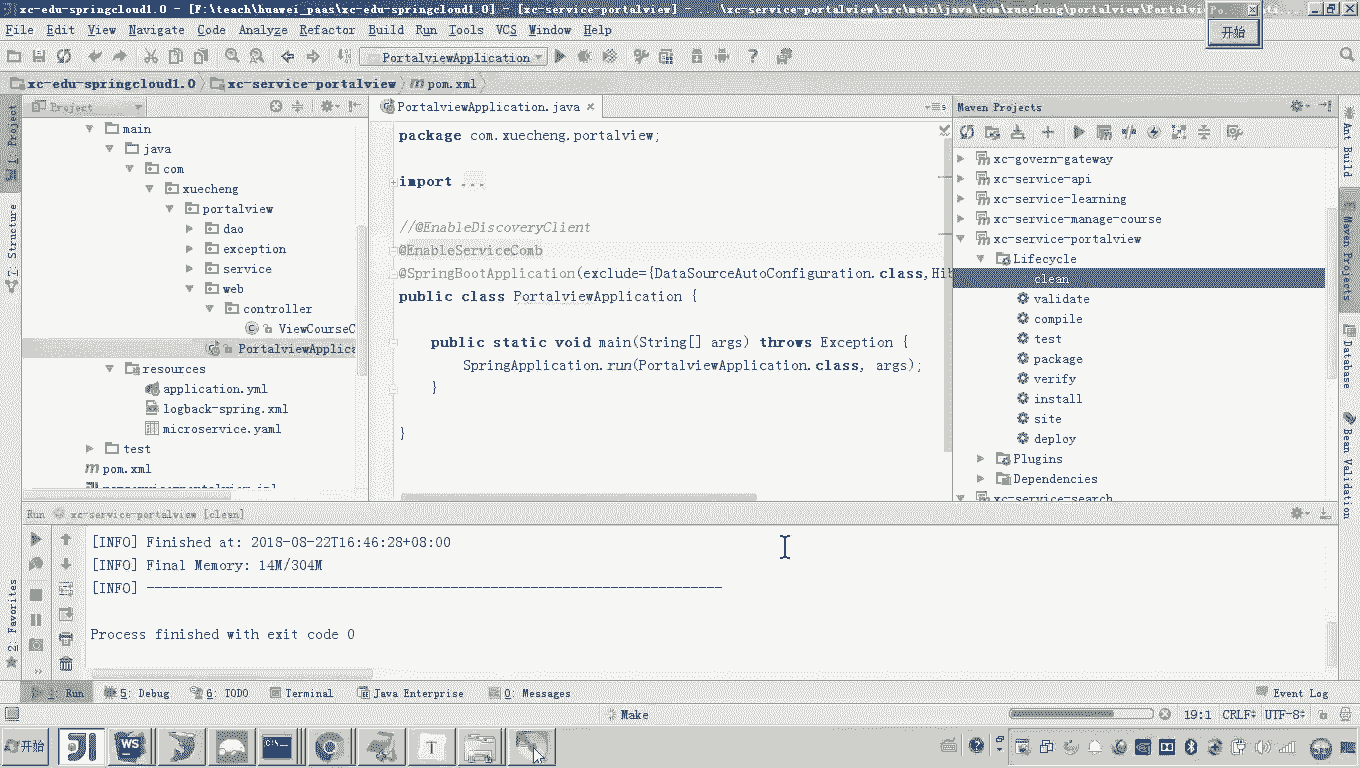 xc-edu-springcloud1.0 - [F:\teach\huawei_paas\xc-edu-springcloud1.0] - [xc-service-portalview] - ...\xc-service-portalview\src\main\java\com\xuecheng\portalview\Portalvi
开始
File Edit View Navigate Code Analyze Refactor Build Run Tools VCS Window Help
PortalviewApplication
xc-edu-springcloud1.0 xc-service-portalview pom.xml
Project
main
java
com
xuecheng
portalview
dao
exception
service
web
controller
ViewCourseC
PortalviewApplica
resources
application.yml
logback-spring.xml
microservice.yaml
test
pom.xml
PortalviewApplication.java
package com.xuecheng.portalview;
import ...
//@EnableDiscoveryClient
@EnableServiceComb
@SpringBootApplication(exclude={DataSourceAutoConfiguration.class,Hib
public class PortalviewApplication {
public static void main(String[] args) throws Exception {
SpringApplication.run(PortalviewApplication.class, args);
}
}
Maven Projects
xc-govern-gateway
xc-service-api
xc-service-learning
xc-service-manage-course
xc-service-portalview
Lifecycle
clean
validate
compile
test
package
verify
install
site
deploy
Plugins
Dependencies
xc-service-search
1: Project
7: Structure
2: Favorites
Ant Build
Maven Projects
Database
Bean Validation
Run xc-service-portalview [clean]
[INFO] Finished at: 2018-08-22T16:46:28+08:00
[INFO] Final Memory: 14M/304M
[INFO] ------------------------------------------------------------------------
Process finished with exit code 0
Run 5: Debug 6: TODO Terminal Java Enterprise 0: Messages Event Log
Make 19:1 CRLF UTF-8
开始